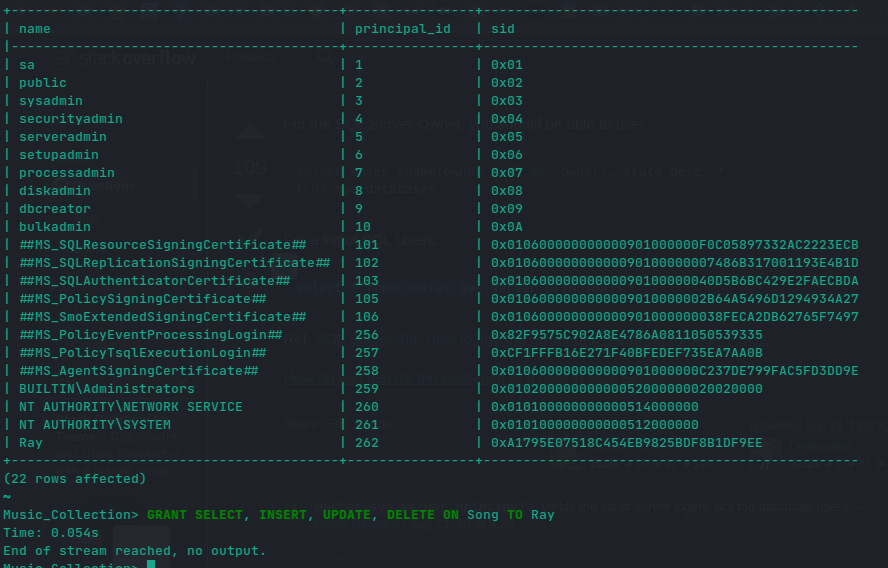 +------------------------------------------+----------------+-----------------------------------------------
| name | principal_id | sid
|------------------------------------------+----------------+-----------------------------------------------
| sa | 1 | 0x01
| public | 2 | 0x02
| sysadmin | 3 | 0x03
| securityadmin | 4 | 0x04
| serveradmin | 5 | 0x05
| setupadmin | 6 | 0x06
| processadmin | 7 | 0x07
| diskadmin | 8 | 0x08
| dbcreator | 9 | 0x09
| bulkadmin | 10 | 0x0A
| ##MS_SQLResourceSigningCertificate## | 101 | 0x010600000000000901000000F0C05897332AC2223ECB
| ##MS_SQLReplicationSigningCertificate## | 102 | 0x0106000000000009010000007486B317001193E4B1D
| ##MS_SQLAuthenticatorCertificate## | 103 | 0x01060000000000090100000040D5B6BC429E2FAECBDA
| ##MS_PolicySigningCertificate## | 105 | 0x0106000000000009010000002B64A5496D1294934A27
| ##MS_SmoExtendedSigningCertificate## | 106 | 0x01060000000000090100000038FECA2DB62765F7497
| ##MS_PolicyEventProcessingLogin## | 256 | 0x82F9575C902A8E4786A0811050539335
| ##MS_PolicyTsqlExecutionLogin## | 257 | 0xCF1FFFB16E271F40BFEDEF735EA7AA0B
| ##MS_AgentSigningCertificate## | 258 | 0x010600000000000901000000C237DE799FAC5FD3DD9E
| BUILTIN\Administrators | 259 | 0x01020000000000052000000020020000
| NT AUTHORITY\NETWORK SERVICE | 260 | 0x010100000000000514000000
| NT AUTHORITY\SYSTEM | 261 | 0x010100000000000512000000
| Ray | 262 | 0xA1795E07518C454EB9825BDF8B1DF9EE
+------------------------------------------+----------------+-----------------------------------------------
(22 rows affected)
~
Music_Collection> GRANT SELECT, INSERT, UPDATE, DELETE ON Song TO Ray
Time: 0.054s
End of stream reached, no output.
Music_Collection>